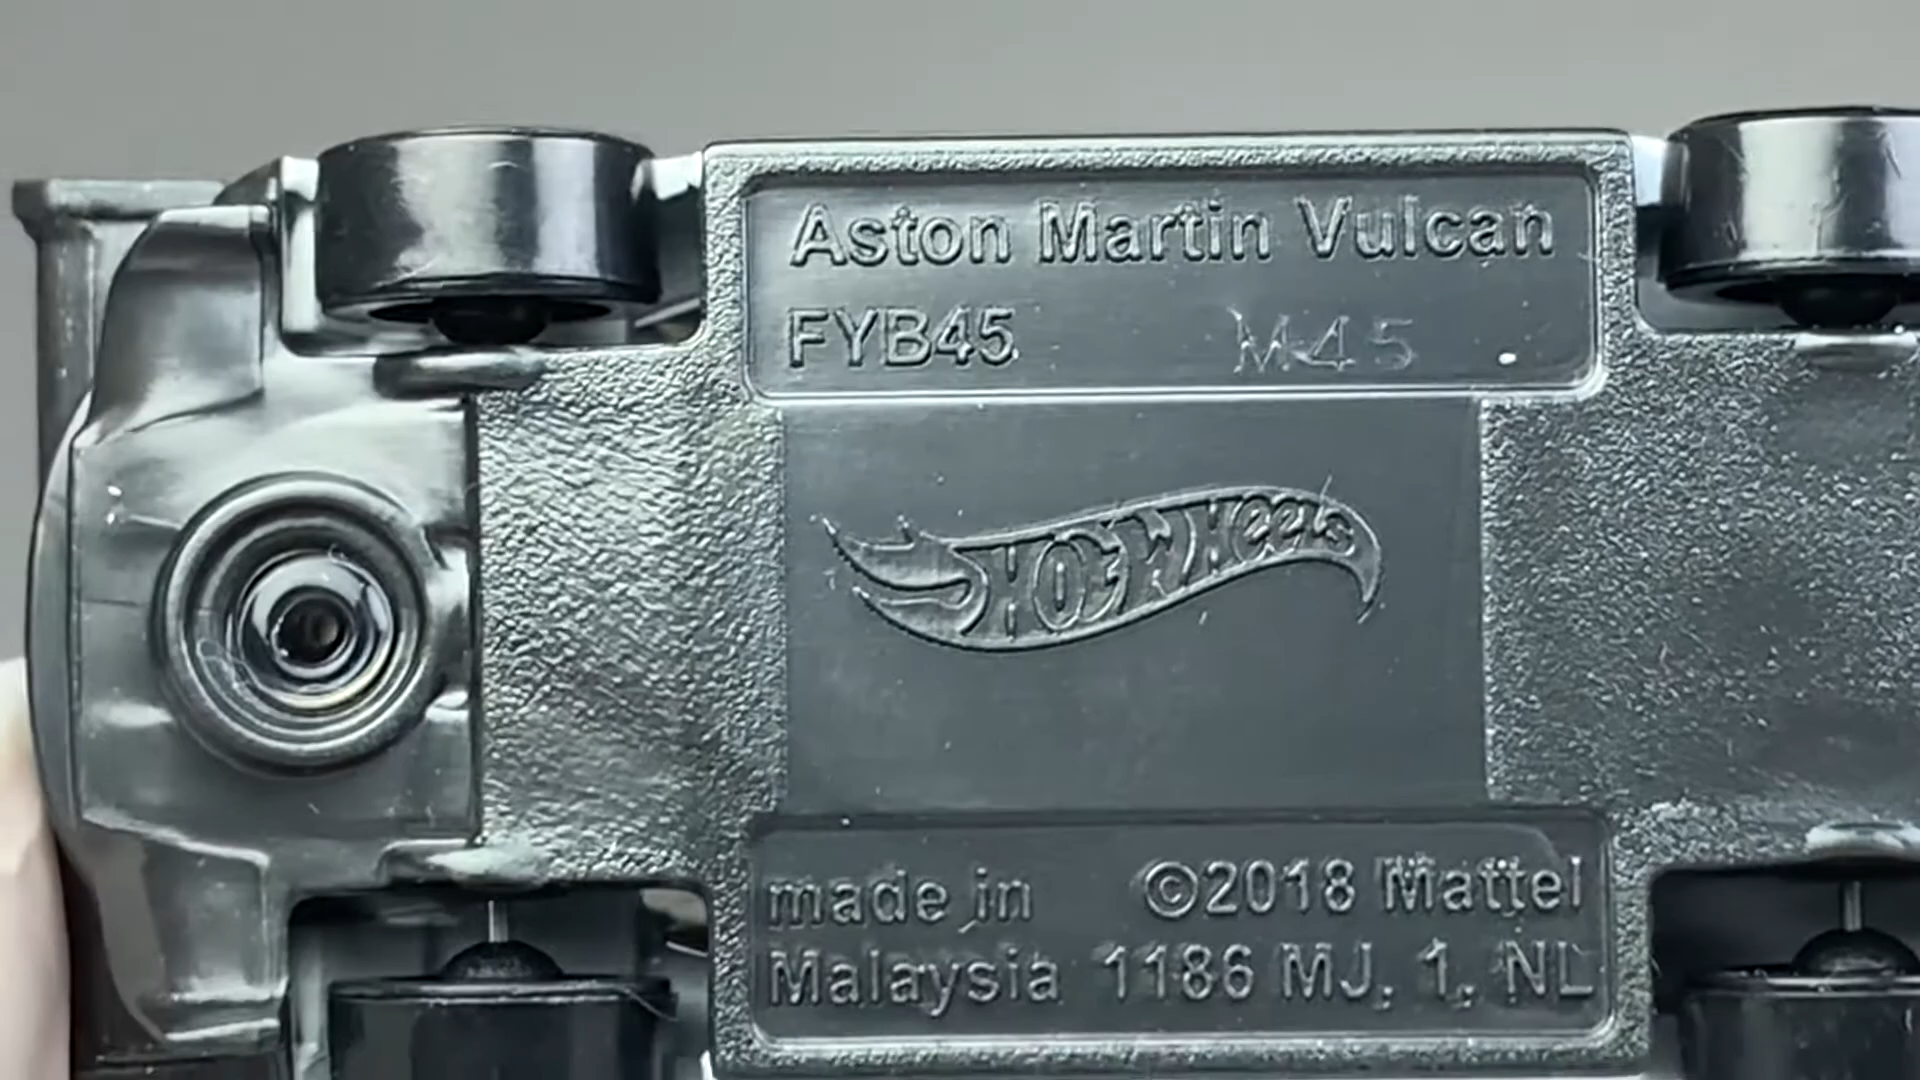 Aston Martin Vulcan
FYB45 M45
HOT WHEELS
made in ©2018 Mattel
Malaysia 1186 MJ, 1, NL